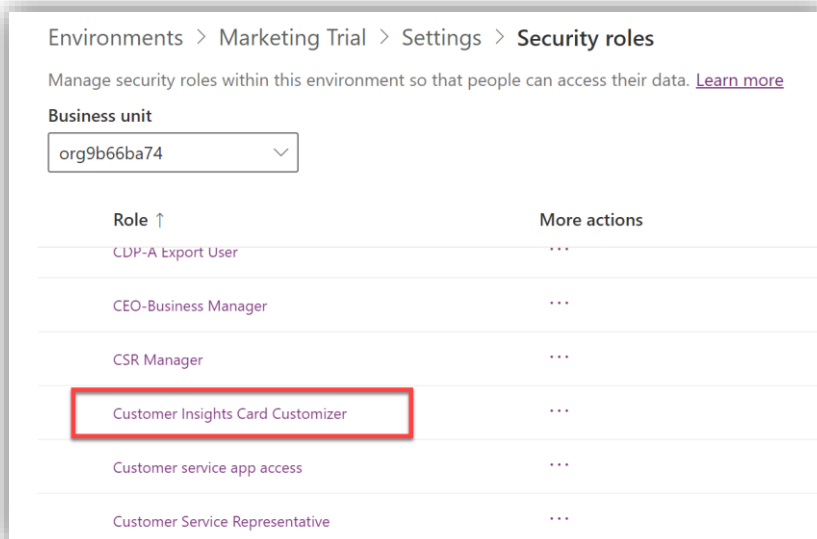 Environments > Marketing Trial > Settings > Security roles
Manage security roles within this environment so that people can access their data. Learn more
Business unit
org9b66ba74
Role ↑ More actions
CDP-A Export User ...
CEO-Business Manager ...
CSR Manager ...
Customer Insights Card Customizer ...
Customer service app access ...
Customer Service Representative ...